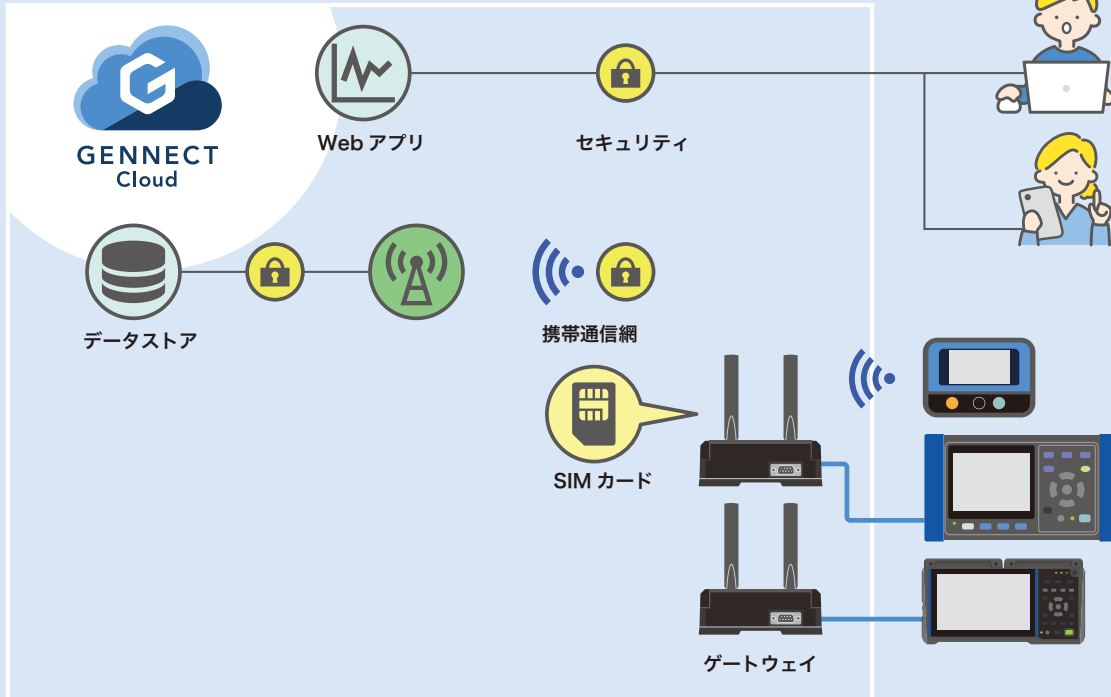 GENNECT
Cloud
Web アプリ
セキュリティ
データストア
携帯通信網
SIM カード
ゲートウェイ